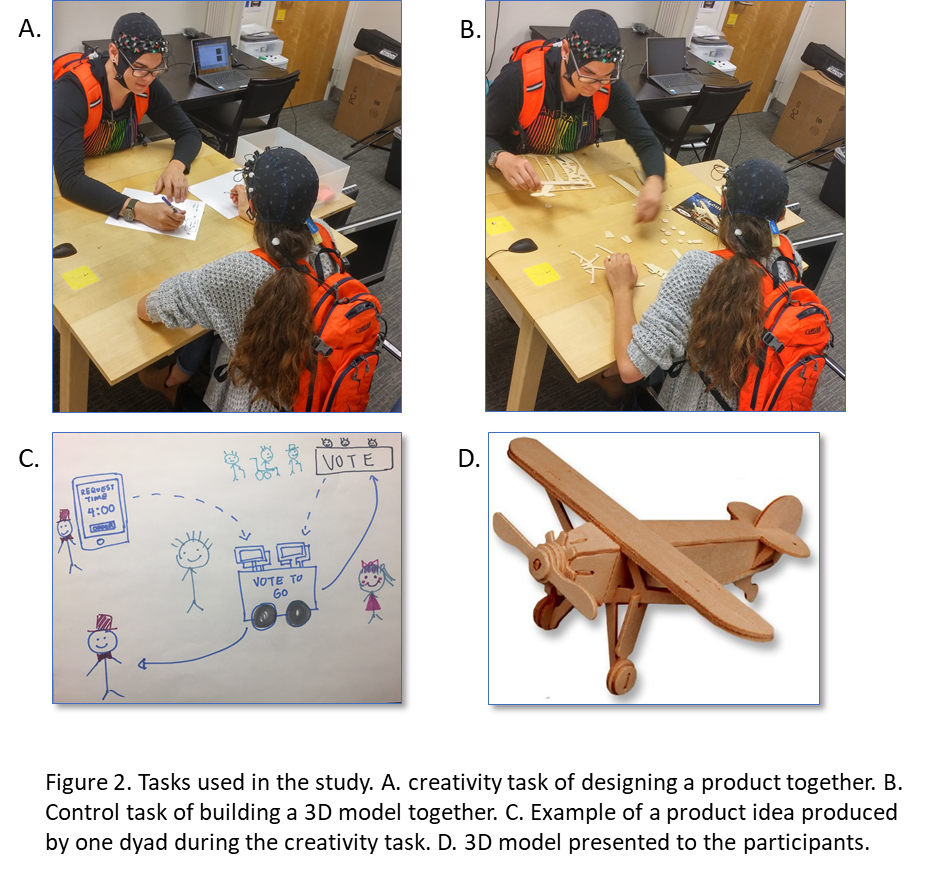 A.
B.
C.
REQUEST
TIME
4:00
VOTE
VOTE TO
GO
D.
Figure 2. Tasks used in the study. A. creativity task of designing a product together. B.
Control task of building a 3D model together. C. Example of a product idea produced
by one dyad during the creativity task. D. 3D model presented to the participants.